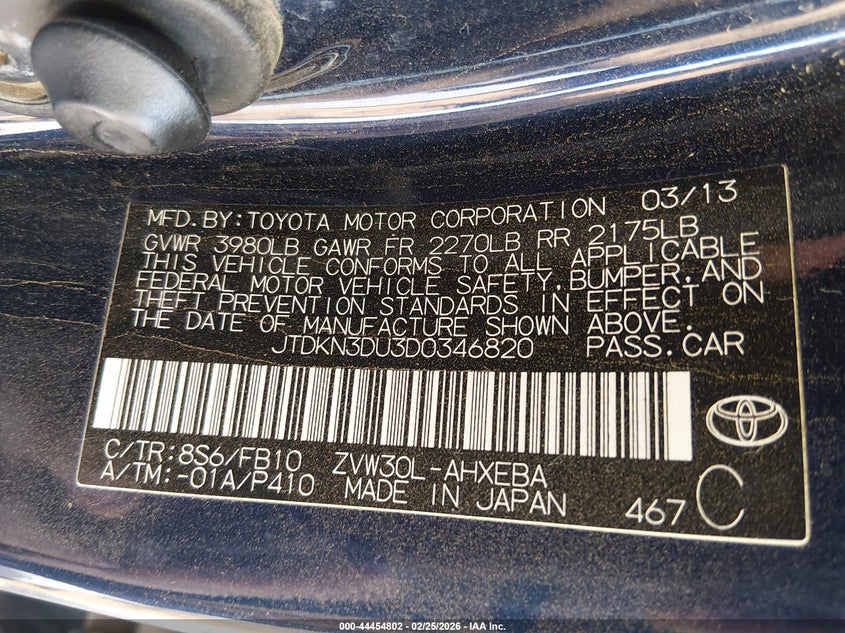 MFD.BY:TOYOTA MOTOR CORPORATION 03/13
GVWR 3980LB GAWR FR 2270LB RR 2175LB
THIS VEHICLE CONFORMS TO ALL APPLICABLE
FEDERAL MOTOR VEHICLE SAFETY,BUMPER,AND
THEFT PREVENTION STANDARDS IN EFFECT ON
THE DATE OF MANUFACTURE SHOWN ABOVE.
JTDKN3DU3D0346820 PASS.CAR
C/TR:8S6/FB10 ZVW30L-AHXEBA
A/TM:-01A/P410 MADE IN JAPAN 467 C
000-44454802 - 02/25/2026 - IAA Inc.